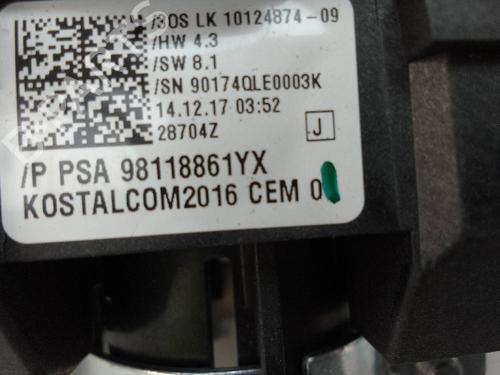 /3OS LK 10124874-09
/HW 4.3
/SW 8.1
/SN 90174QLE0003K
14.12.17 03:52
28704Z
J
/P PSA 98118861YX
KOSTALCOM2016 CEM 0